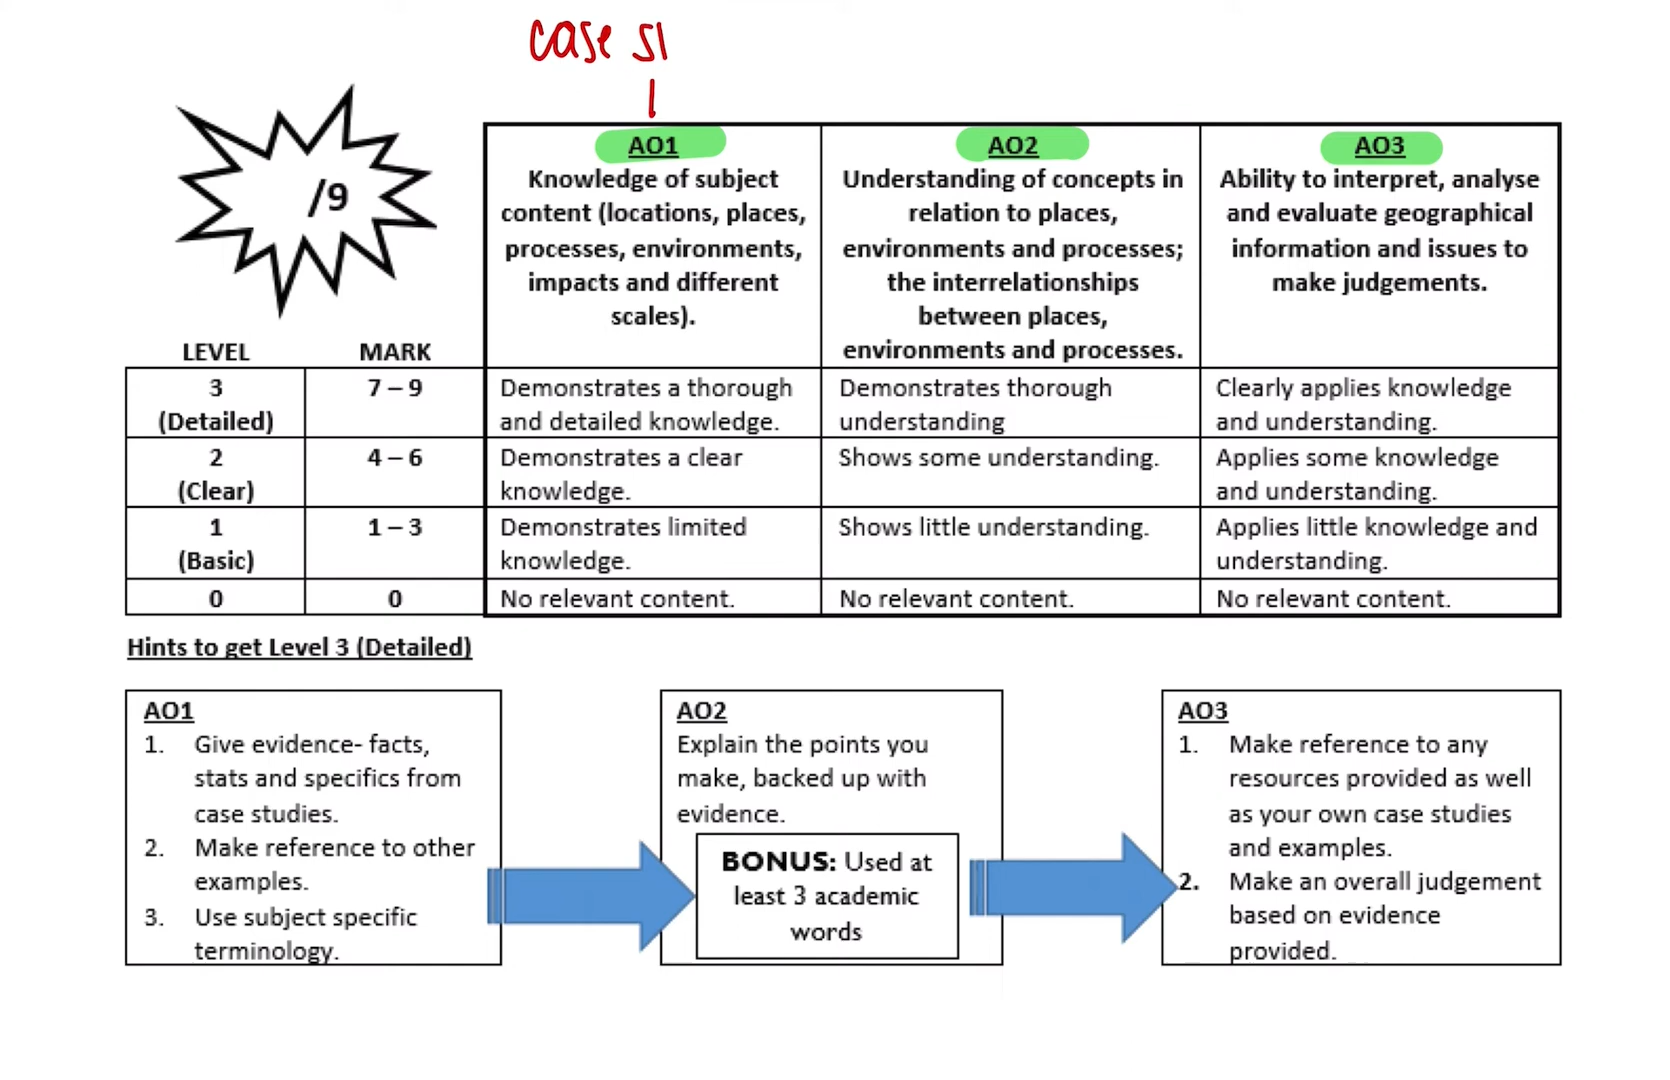 case st
/9
LEVEL
MARK
AO1
Knowledge of subject
content (locations, places,
processes, environments,
impacts and different
scales).
AO2
Understanding of concepts in
relation to places,
environments and processes;
the interrelationships
between places,
environments and processes.
AO3
Ability to interpret, analyse
and evaluate geographical
information and issues to
make judgements.
3
(Detailed)
7 – 9
Demonstrates a thorough
and detailed knowledge.
Demonstrates thorough
understanding
Clearly applies knowledge
and understanding.
2
(Clear)
4 – 6
Demonstrates a clear
knowledge.
Shows some understanding.
Applies some knowledge
and understanding.
1
(Basic)
1 – 3
Demonstrates limited
knowledge.
Shows little understanding.
Applies little knowledge and
understanding.
0
0
No relevant content.
No relevant content.
No relevant content.
Hints to get Level 3 (Detailed)
AO1
1. Give evidence- facts,
stats and specifics from
case studies.
2. Make reference to other
examples.
3. Use subject specific
terminology.
AO2
Explain the points you
make, backed up with
evidence.
BONUS: Used at
least 3 academic
words
AO3
1. Make reference to any
resources provided as well
as your own case studies
and examples.
2. Make an overall judgement
based on evidence
provided.